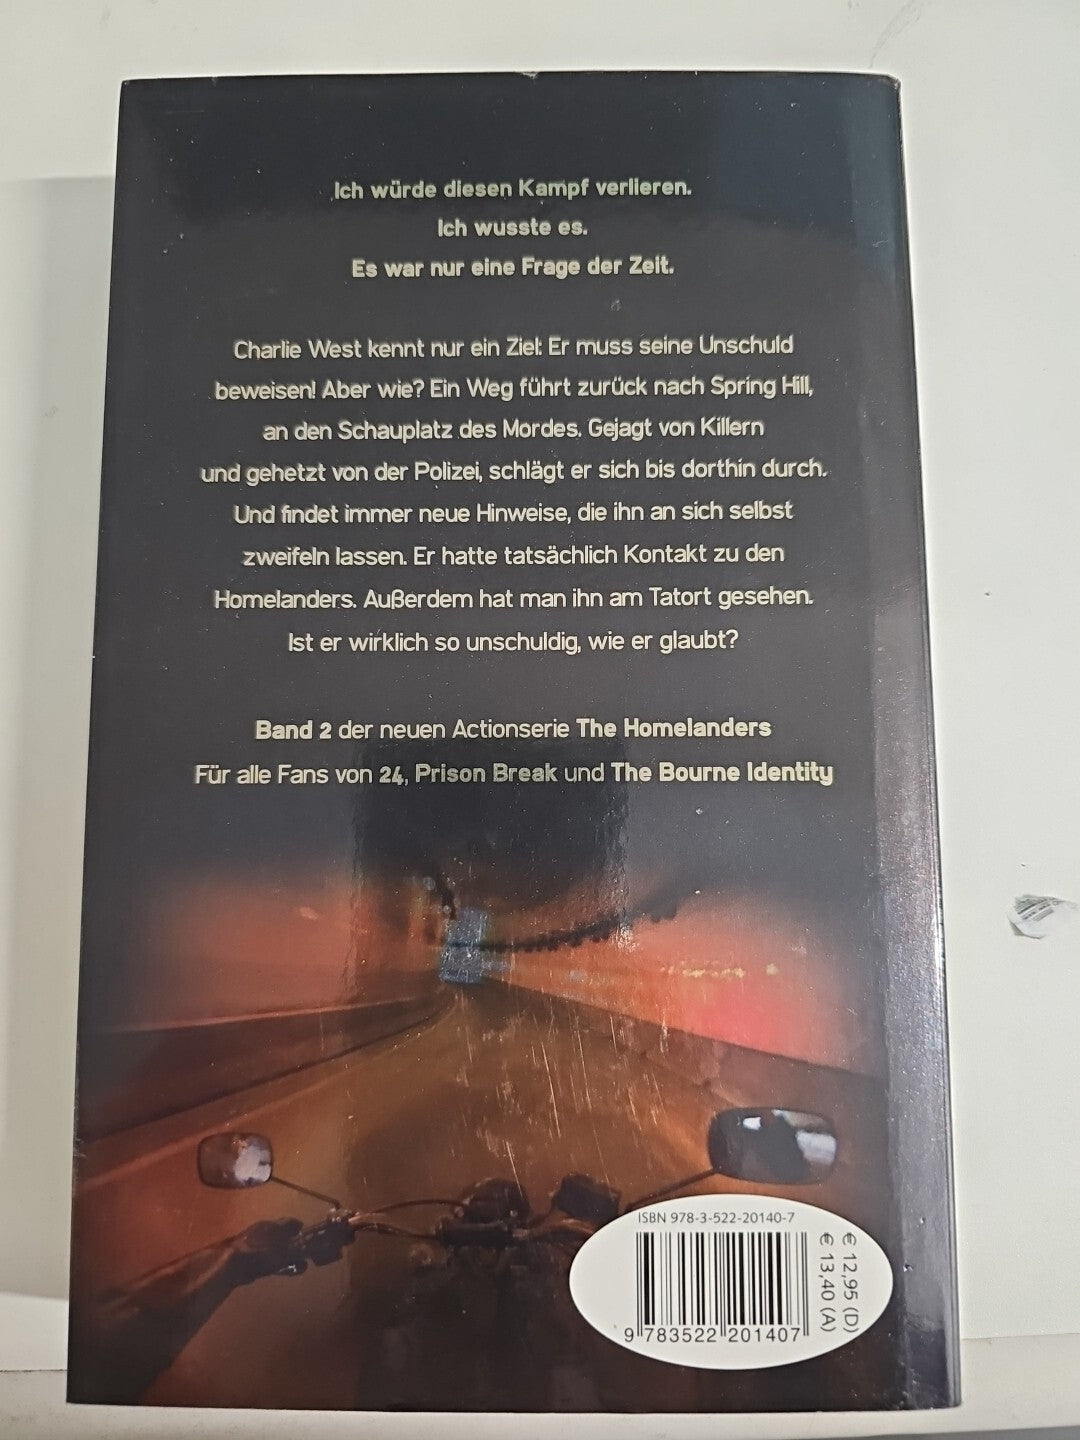 Ich würde diesen Kampf verlieren.
Ich wusste es.
Es war nur eine Frage der Zeit.
Charlie West kennt nur ein Ziel: Er muss seine Unschuld
beweisen! Aber wie? Ein Weg führt zurück nach Spring Hill,
an den Schauplatz des Mordes. Gejagt von Killern
und gehetzt von der Polizei, schlägt er sich bis dorthin durch.
Und findet immer neue Hinweise, die ihn an sich selbst
zweifeln lassen. Er hatte tatsächlich Kontakt zu den
Homelanders. Außerdem hat man ihn am Tatort gesehen.
Ist er wirklich so unschuldig, wie er glaubt?
Band 2 der neuen Actionserie The Homelanders
Für alle Fans von 24, Prison Break und The Bourne Identity
ISBN 978-3-522-20140-7
9 783522 201407
€ 12,95 (D)
€ 13,40 (A)